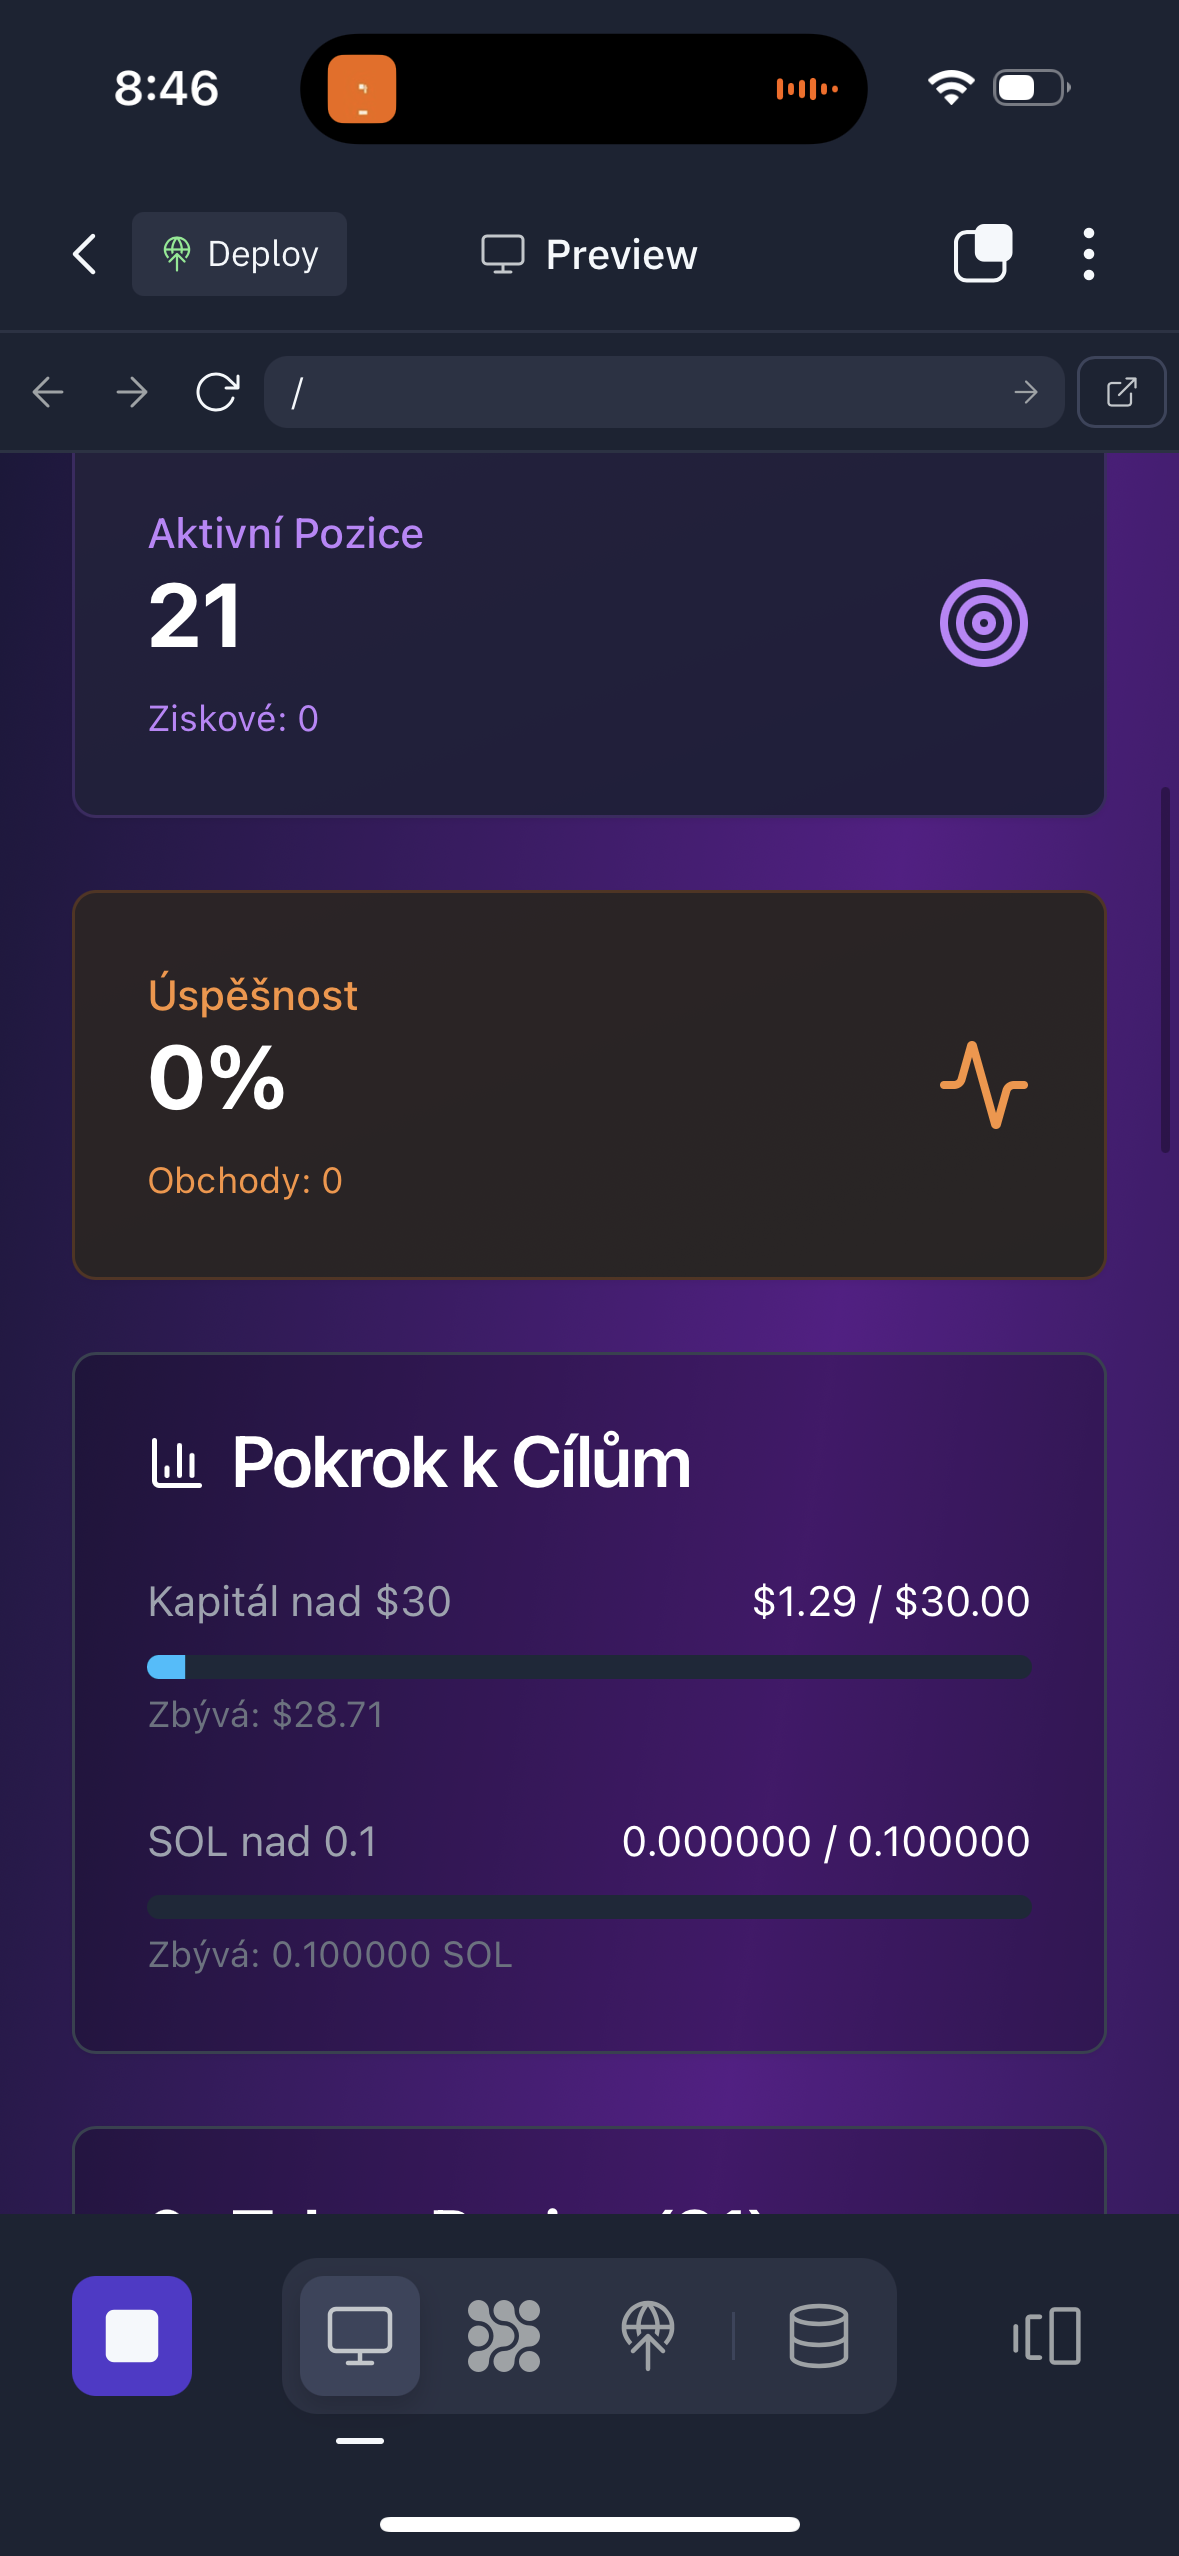 8:46
Deploy
Preview
/
Aktivní Pozice
21
Ziskové: 0
Úspěšnost
0%
Obchody: 0
Pokrok k Cílům
Kapitál nad $30
$1.29 / $30.00
Zbývá: $28.71
SOL nad 0.1
0.000000 / 0.100000
Zbývá: 0.100000 SOL